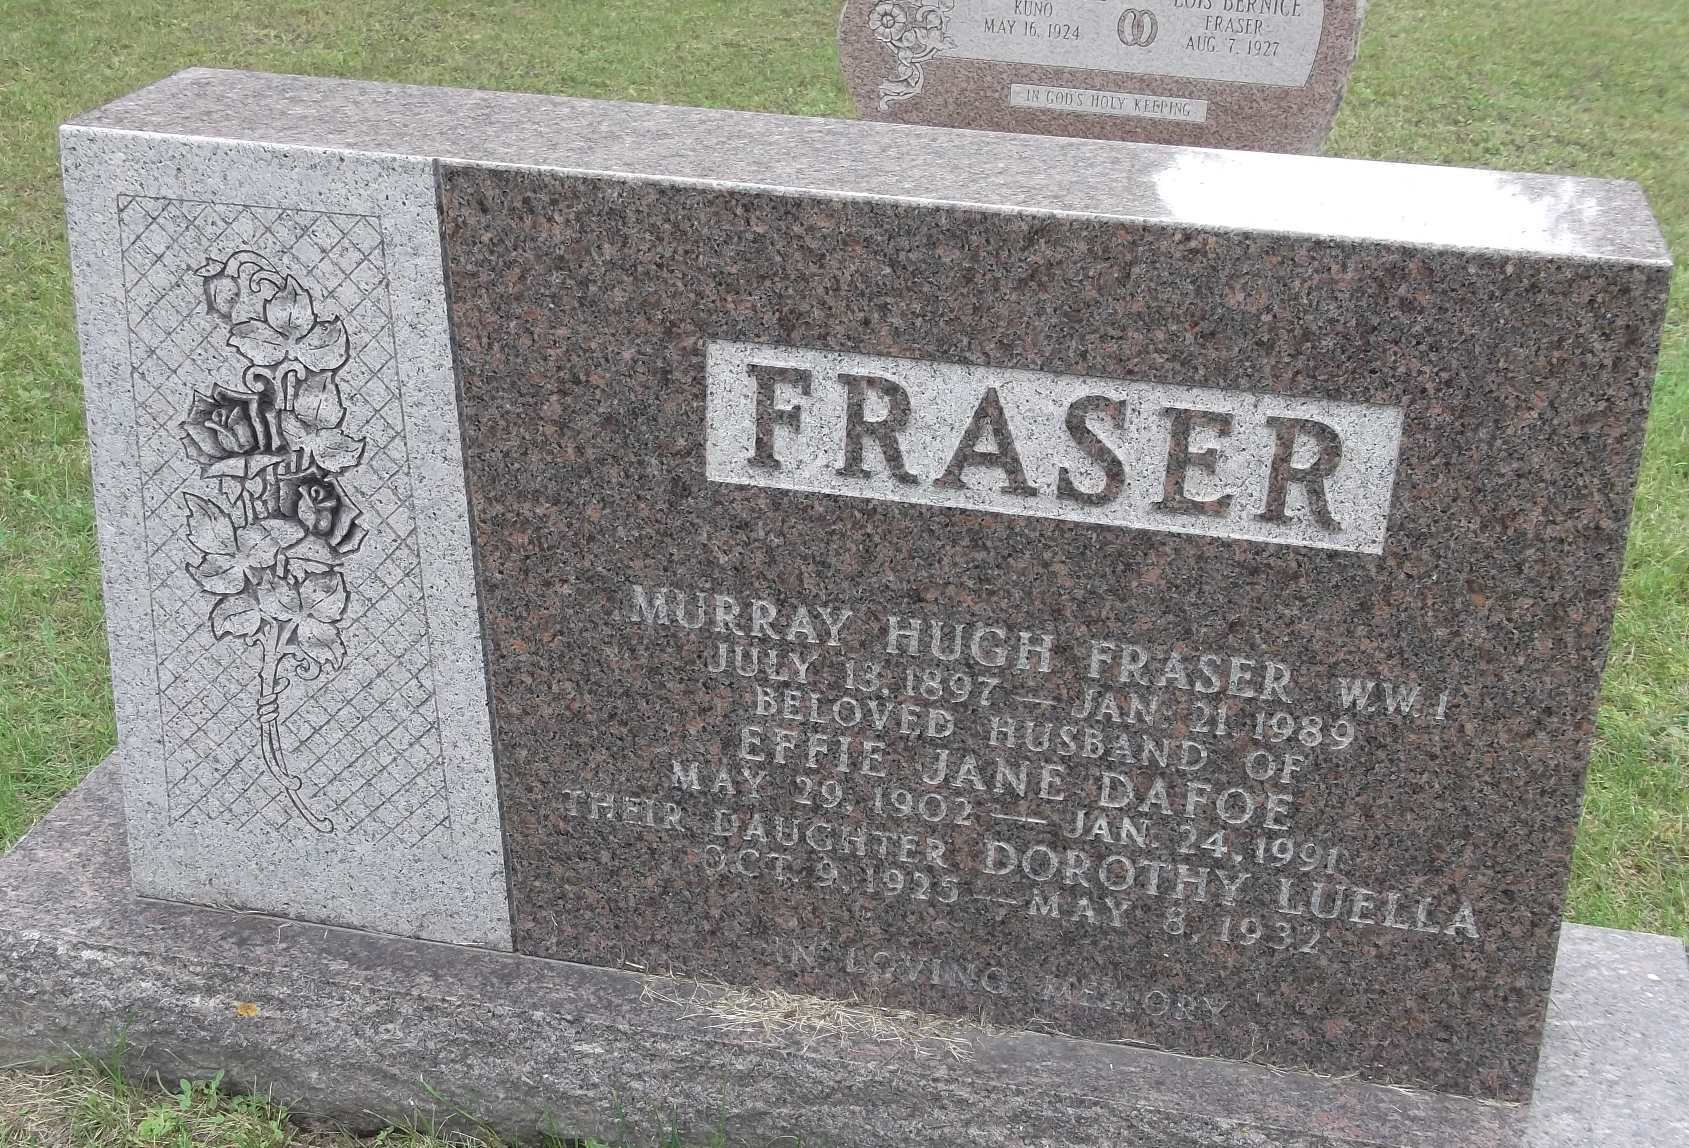 KUNO
MAY 16, 1924
LOIS BERNICE
FRASER
AUG. 7, 1927
IN GOD'S HOLY KEEPING
FRASER
MURRAY HUGH FRASER W.W. I
JULY 13, 1897 — JAN. 21, 1989
BELOVED HUSBAND OF
EFFIE JANE DAFOE
MAY 29, 1902 — JAN. 24, 1991
THEIR DAUGHTER DOROTHY LUELLA
OCT. 9, 1925 — MAY 8, 1932
IN LOVING MEMORY